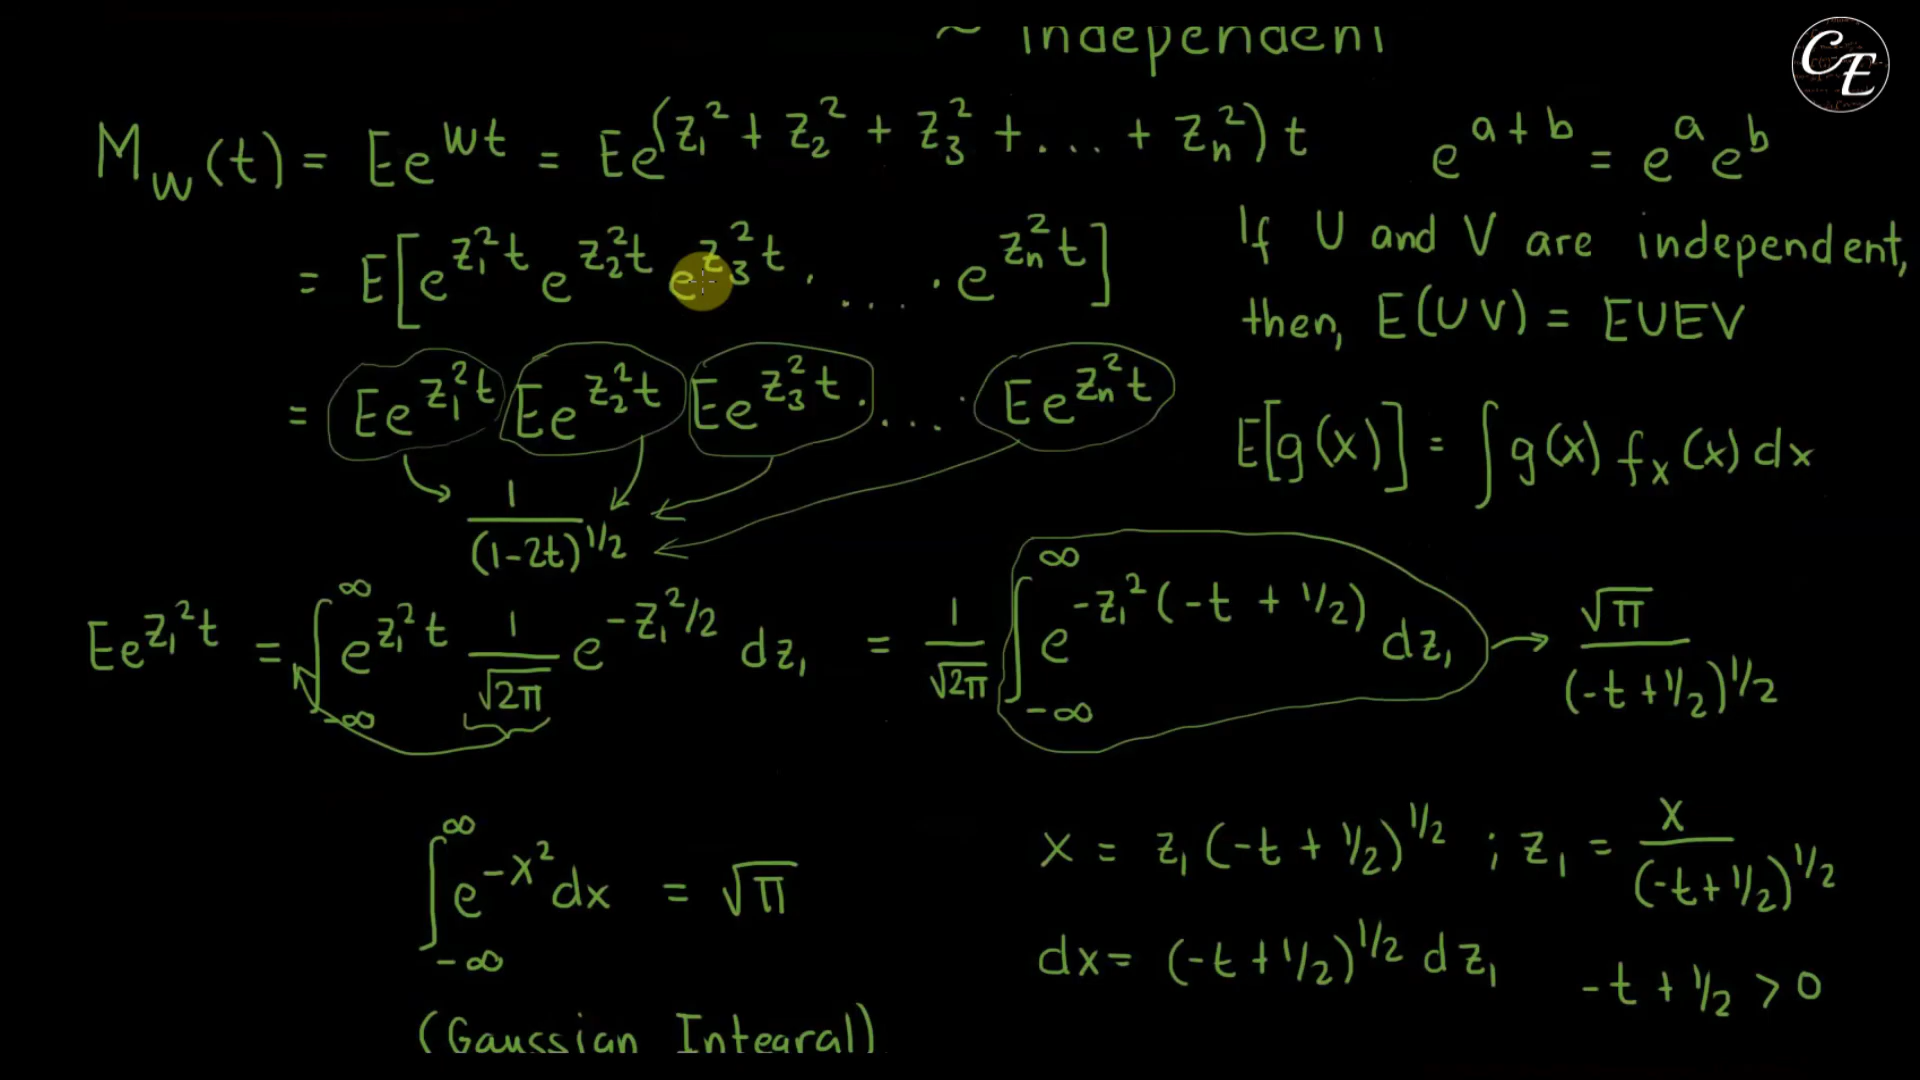 ~ independent
CE
M_w(t) = Ee^{wt} = Ee^{(z_1^2 + z_2^2 + z_3^2 + ... + z_n^2)t}
e^{a+b} = e^a e^b
= E[e^{z_1^2 t} e^{z_2^2 t} e^{z_3^2 t} · ... · e^{z_n^2 t}]
If U and V are independent,
then, E(UV) = EUEV
= Ee^{z_1^2 t} Ee^{z_2^2 t} Ee^{z_3^2 t} · ... · Ee^{z_n^2 t}
E[g(x)] = ∫ g(x) f_x(x) dx
1/(1-2t)^{1/2}
Ee^{z_1^2 t} = ∫_{-∞}^{∞} e^{z_1^2 t} 1/√(2π) e^{-z_1^2/2} dz_1 = 1/√(2π) ∫_{-∞}^{∞} e^{-z_1^2(-t + 1/2)} dz_1 → √π/(-t + 1/2)^{1/2}
∫_{-∞}^{∞} e^{-x^2} dx = √π
(Gaussian Integral)
x = z_1(-t + 1/2)^{1/2} ; z_1 = x/(-t + 1/2)^{1/2}
dx = (-t + 1/2)^{1/2} dz_1
-t + 1/2 > 0